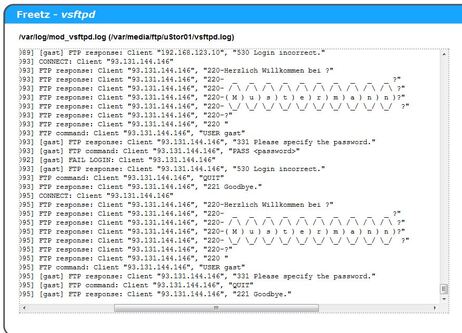 Freetz - vsftpd
/var/log/mod_vsftpd.log (/var/media/ftp/uStor01/vsftpd.log)
)89] [gast] FTP response: Client "192.168.123.10", "530 Login incorrect."
)93] CONNECT: Client "93.131.144.146"
)93] FTP response: Client "93.131.144.146", "220-Herzlich Willkommen bei ?"
)93] FTP response: Client "93.131.144.146", "220-  _   _   _   _   _   _   _   _   _   _ ?"
)93] FTP response: Client "93.131.144.146", "220- / \ / \ / \ / \ / \ / \ / \ / \ / \ / \ ?"
)93] FTP response: Client "93.131.144.146", "220-( M ) u ( s ) t ( e ) r ( m ) a ( n ) n )?"
)93] FTP response: Client "93.131.144.146", "220- \_/ \_/ \_/ \_/ \_/ \_/ \_/ \_/ \_/ \_/  ?"
)93] FTP response: Client "93.131.144.146", "220-?"
)93] FTP response: Client "93.131.144.146", "220 "
)93] FTP command: Client "93.131.144.146", "USER gast"
)93] [gast] FTP response: Client "93.131.144.146", "331 Please specify the password."
)93] [gast] FTP command: Client "93.131.144.146", "PASS <password>"
)92] [gast] FAIL LOGIN: Client "93.131.144.146"
)93] [gast] FTP response: Client "93.131.144.146", "530 Login incorrect."
)93] FTP command: Client "93.131.144.146", "QUIT"
)93] [gast] FTP response: Client "93.131.144.146", "221 Goodbye."
)95] CONNECT: Client "93.131.144.146"
)95] FTP response: Client "93.131.144.146", "220-Herzlich Willkommen bei ?"
)95] FTP response: Client "93.131.144.146", "220-  _   _   _   _   _   _   _   _   _   _ ?"
)95] FTP response: Client "93.131.144.146", "220- / \ / \ / \ / \ / \ / \ / \ / \ / \ / \ ?"
)95] FTP response: Client "93.131.144.146", "220-( M ) u ( s ) t ( e ) r ( m ) a ( n ) n )?"
)95] FTP response: Client "93.131.144.146", "220- \_/ \_/ \_/ \_/ \_/ \_/ \_/ \_/ \_/ \_/  ?"
)95] FTP response: Client "93.131.144.146", "220-?"
)95] FTP response: Client "93.131.144.146", "220 "
)95] FTP command: Client "93.131.144.146", "USER gast"
)95] [gast] FTP response: Client "93.131.144.146", "331 Please specify the password."
)95] [gast] FTP command: Client "93.131.144.146", "QUIT"
)95] [gast] FTP response: Client "93.131.144.146", "221 Goodbye."